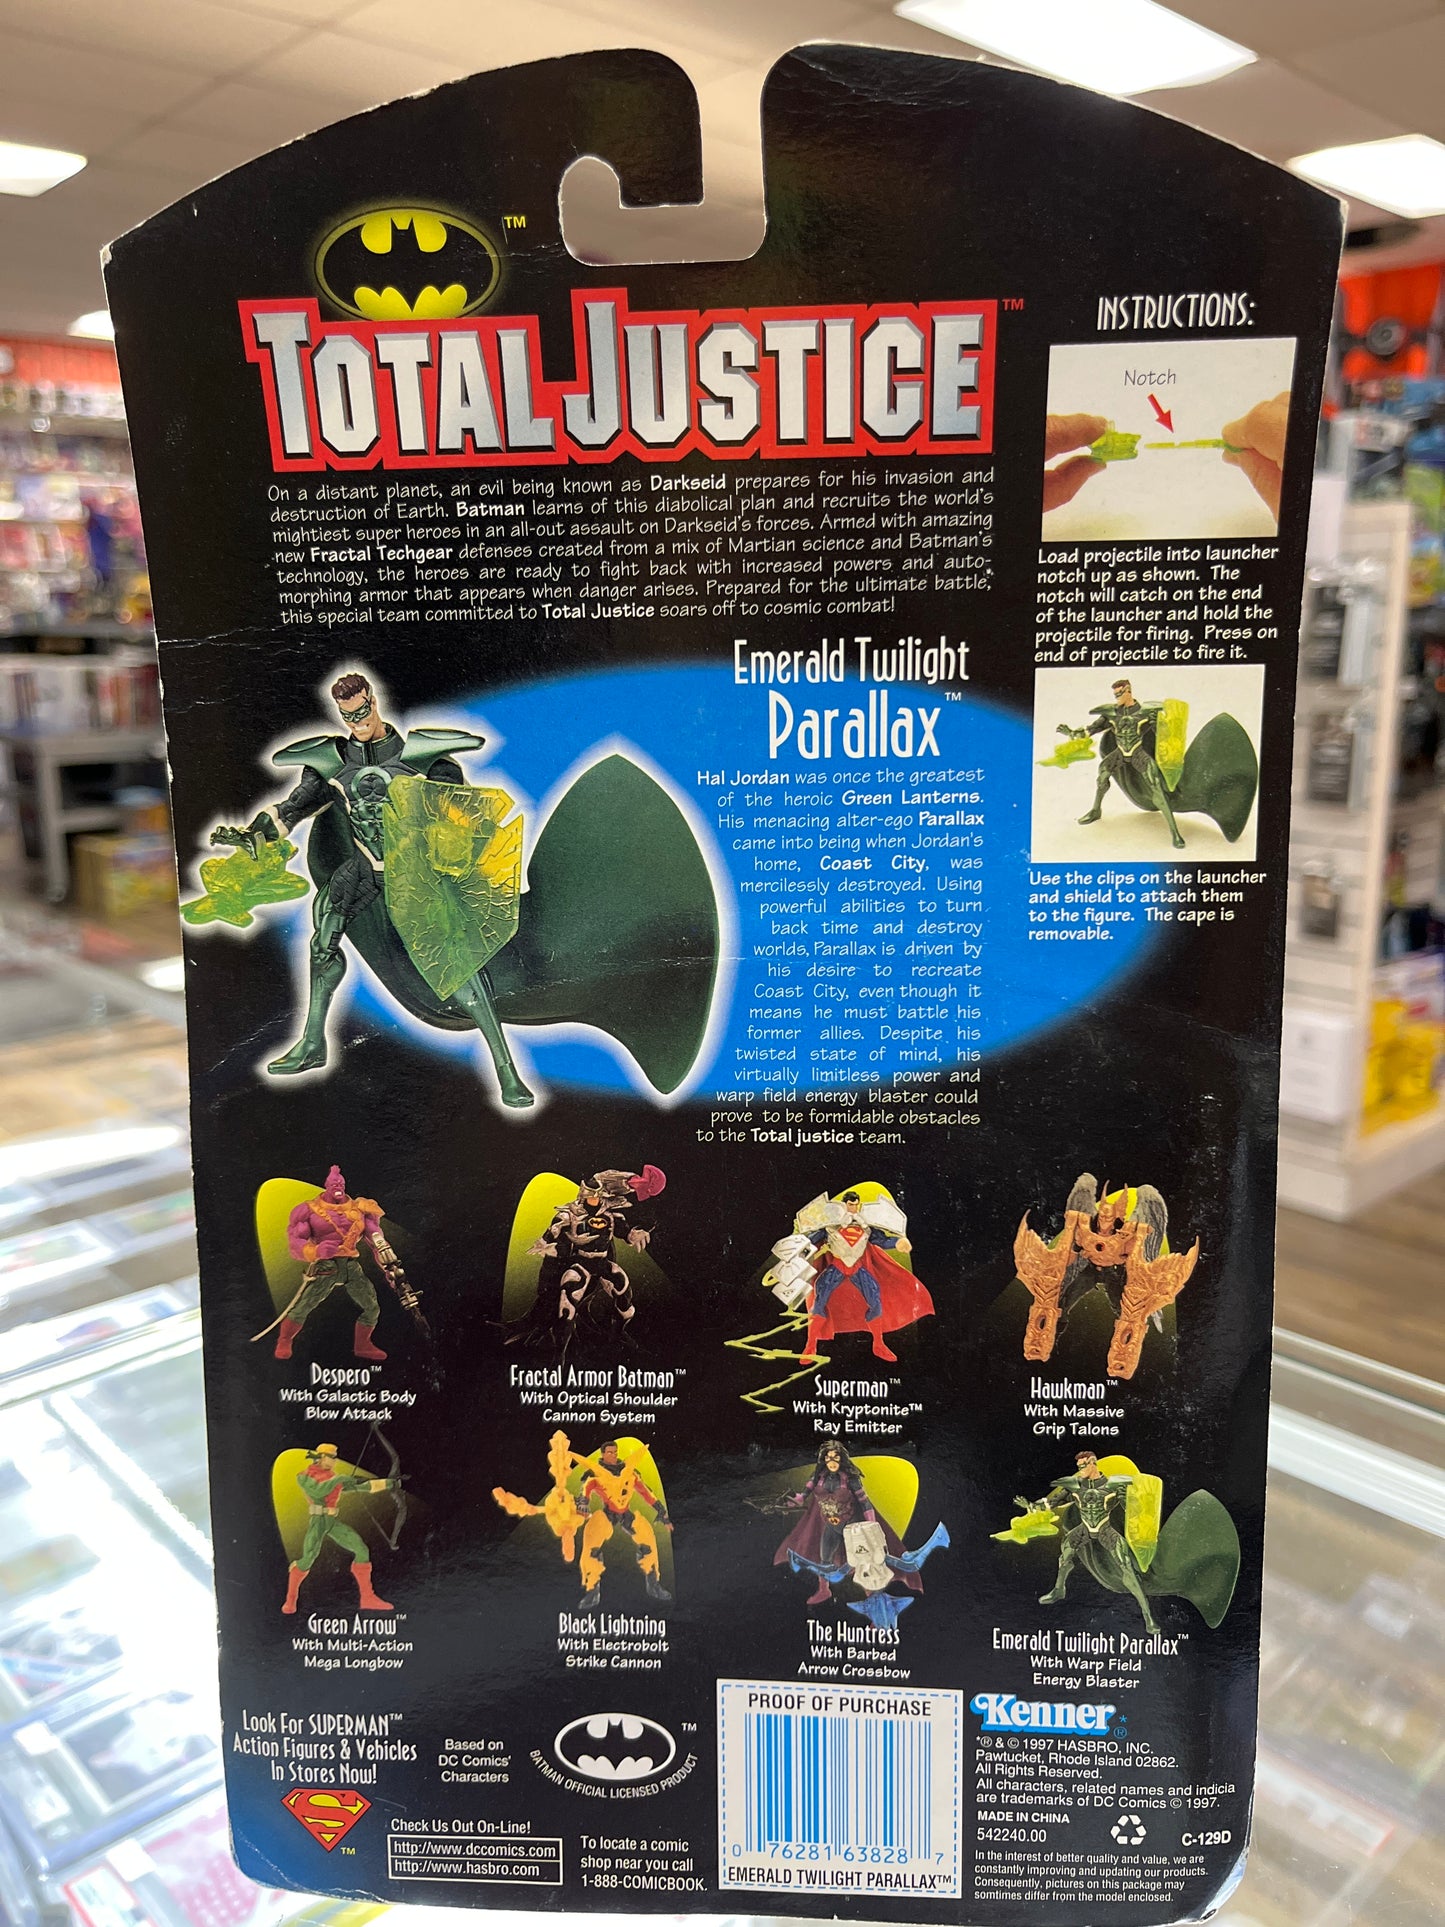 TM
TOTAL JUSTICE TM
On a distant planet, an evil being known as Darkseid prepares for his invasion and
destruction of Earth. Batman learns of this diabolical plan and recruits the world's
mightiest super heroes in an all-out assault on Darkseid's forces. Armed with amazing
new Fractal Techgear defenses created from a mix of Martian science and Batman's
technology, the heroes are ready to fight back with increased powers and auto-
morphing armor that appears when danger arises. Prepared for the ultimate battle,
this special team committed to Total Justice soars off to cosmic combat!
INSTRUCTIONS:
Notch
Load projectile into launcher
notch up as shown. The
notch will catch on the end
of the launcher and hold the
projectile for firing. Press on
end of projectile to fire it.
Use the clips on the launcher
and shield to attach them
to the figure. The cape is
removable.
Emerald Twilight
Parallax™
Hal Jordan was once the greatest
of the heroic Green Lanterns.
His menacing alter-ego Parallax
came into being when Jordan's
home, Coast City, was
mercilessly destroyed. Using
powerful abilities to turn
back time and destroy
worlds, Parallax is driven by
his desire to recreate
Coast City, even though it
means he must battle his
former allies. Despite his
twisted state of mind, his
virtually limitless power and
warp field energy blaster could
prove to be formidable obstacles
to the Total justice team.
Despero™
With Galactic Body
Blow Attack
Fractal Armor Batman™
With Optical Shoulder
Cannon System
Superman™
With Kryptonite™
Ray Emitter
Hawkman™
With Massive
Grip Talons
Green Arrow™
With Multi-Action
Mega Longbow
Black Lightning
With Electrobolt
Strike Cannon
The Huntress
With Barbed
Arrow Crossbow
Emerald Twilight Parallax™
With Warp Field
Energy Blaster
Look For SUPERMAN™
Action Figures & Vehicles
In Stores Now!
TM
Based on
DC Comics'
Characters
TM
BATMAN OFFICIAL LICENSED PRODUCT
Check Us Out On-Line!
http://www.dccomics.com
http://www.hasbro.com
To locate a comic
shop near you call
1-888-COMICBOOK.
PROOF OF PURCHASE
0 76281 63828 7
EMERALD TWILIGHT PARALLAX™
Kenner*®
*® & © 1997 HASBRO, INC.
Pawtucket, Rhode Island 02862.
All Rights Reserved.
All characters, related names and indicia
are trademarks of DC Comics © 1997.
MADE IN CHINA
542240.00
C-129D
In the interest of better quality and value, we are
constantly improving and updating our products.
Consequently, pictures on this package may
somtimes differ from the model enclosed.